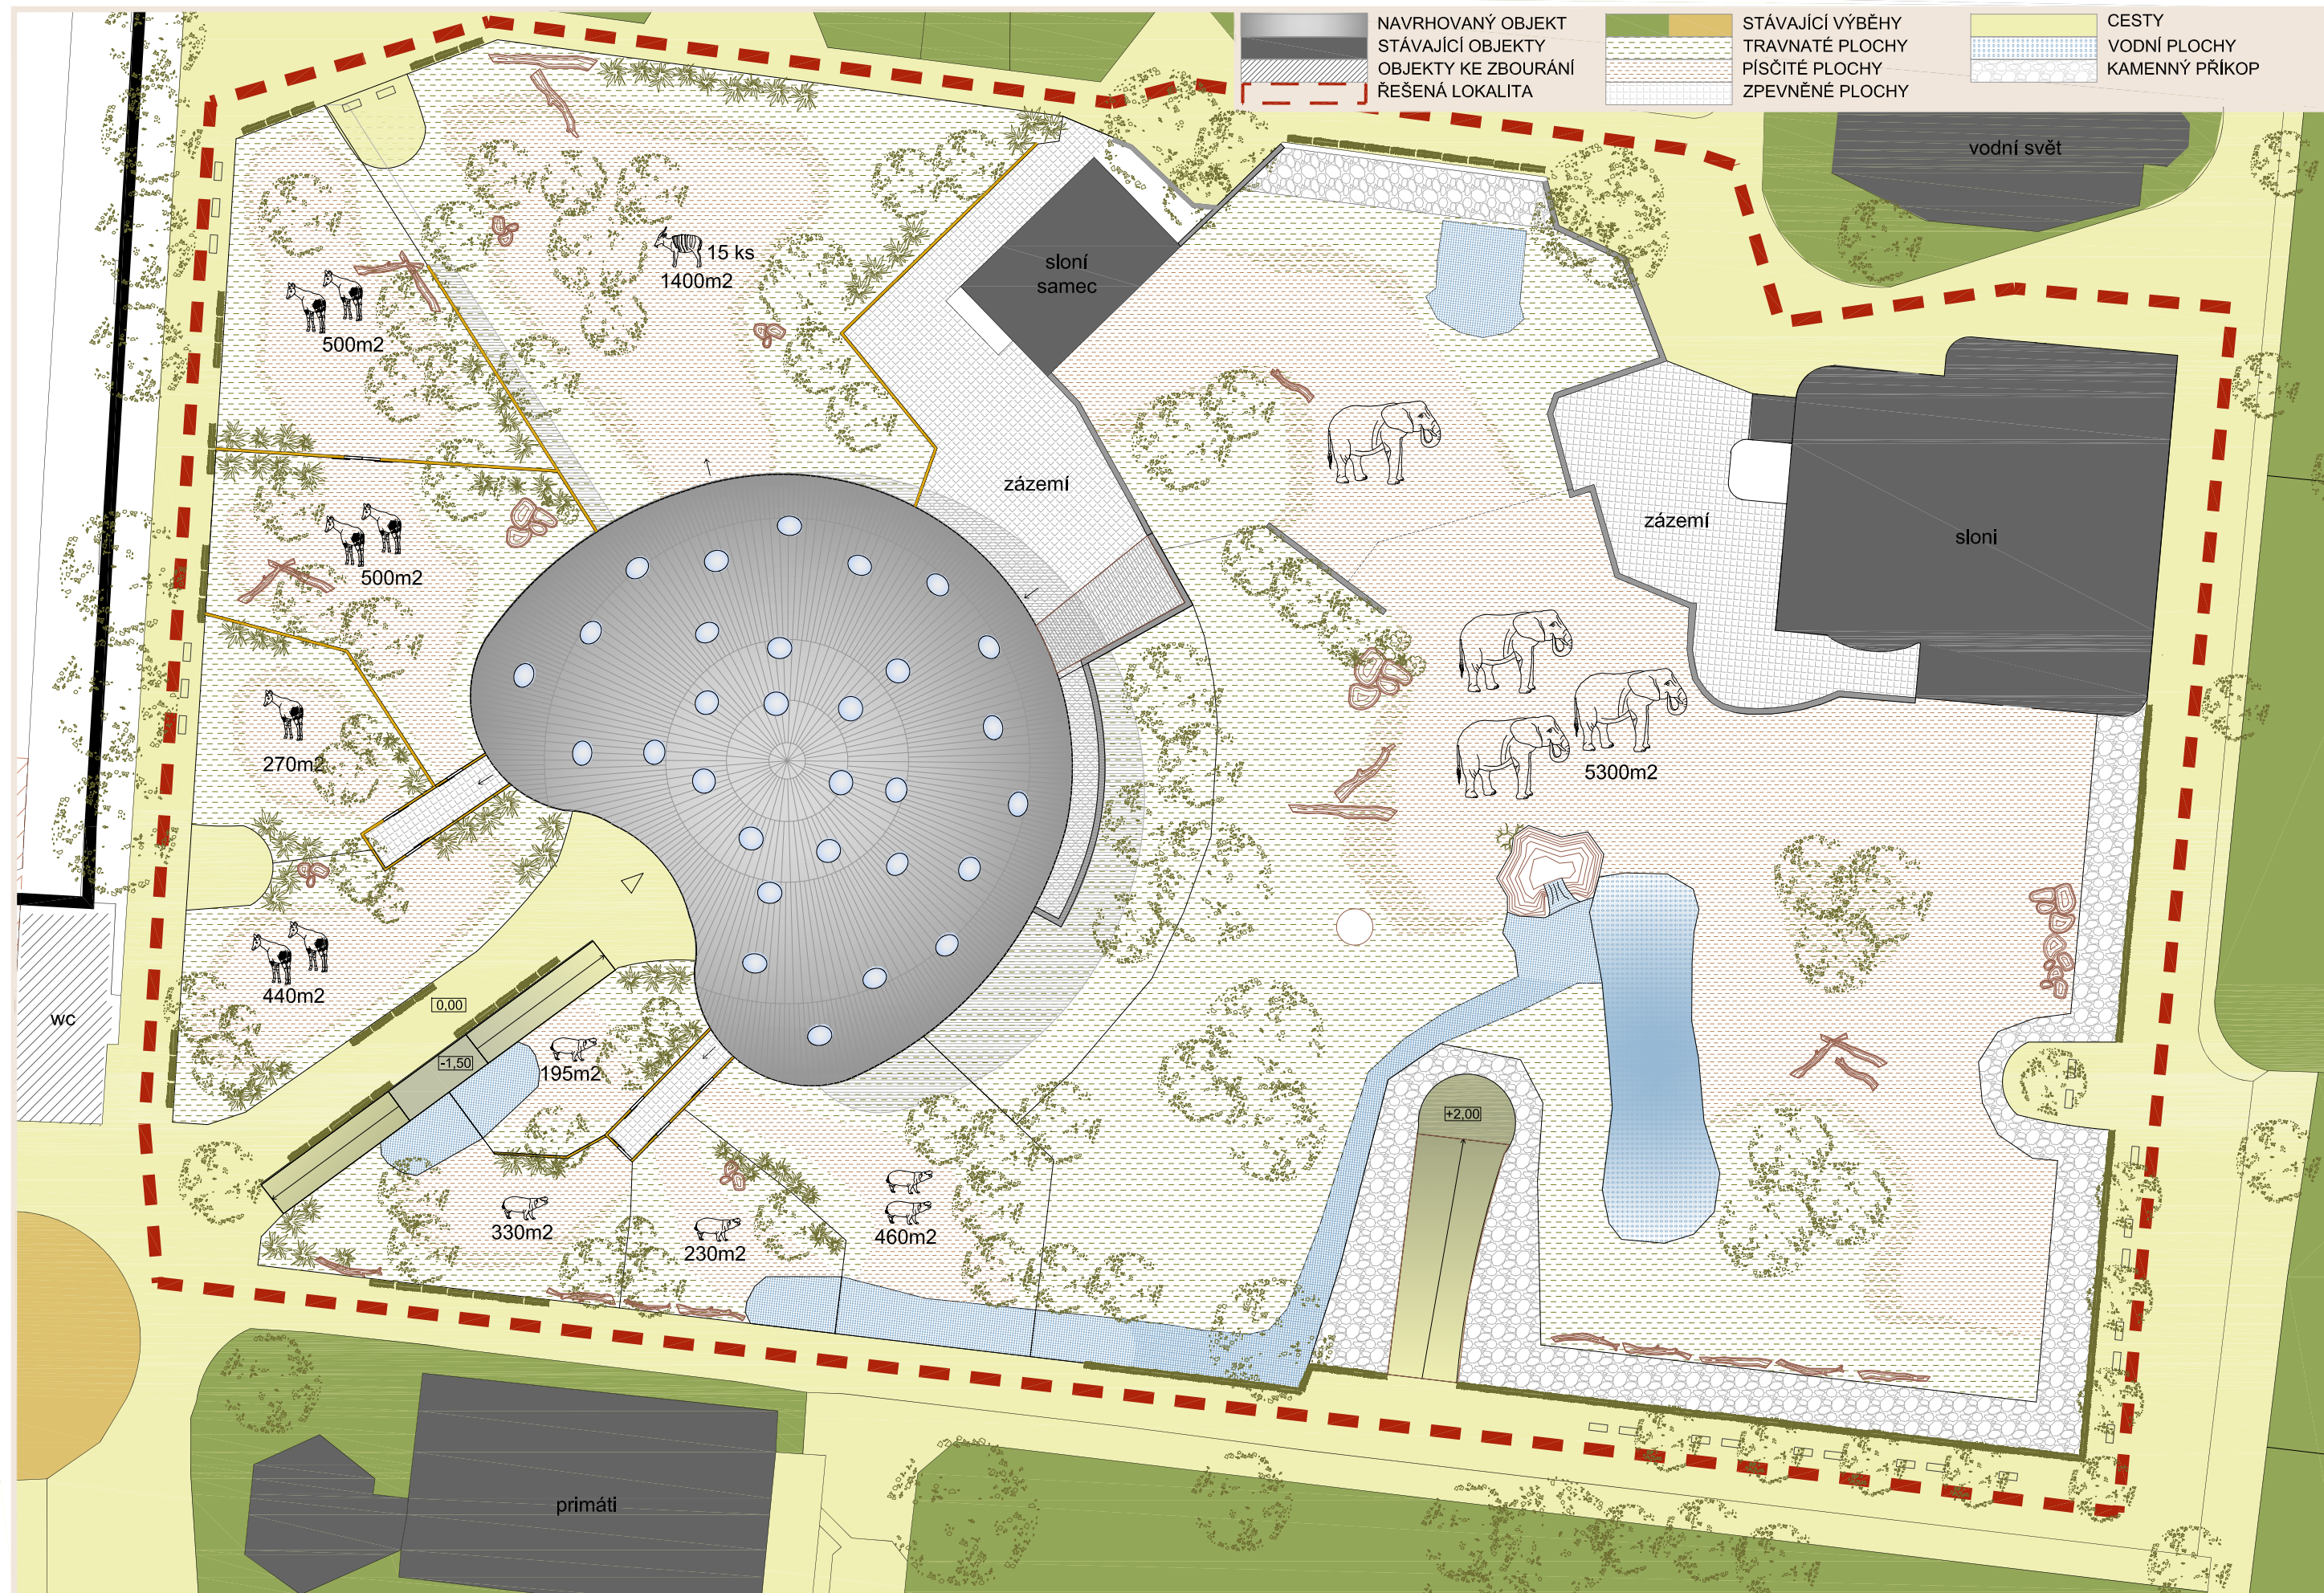 NAVRHOVANÝ OBJEKT
STÁVAJÍCÍ OBJEKTY
OBJEKTY KE ZBOURÁNÍ
ŘEŠENÁ LOKALITA
STÁVAJÍCÍ VÝBĚHY
TRAVNATÉ PLOCHY
PÍSČITÉ PLOCHY
ZPEVNĚNÉ PLOCHY
CESTY
VODNÍ PLOCHY
KAMENNÝ PŘÍKOP
vodní svět
15 ks
1400m2
sloní
samec
500m2
zázemí
zázemí
sloni
500m2
270m2
5300m2
440m2
0,00
wc
-1,50
195m2
+2,00
330m2
230m2
460m2
primáti